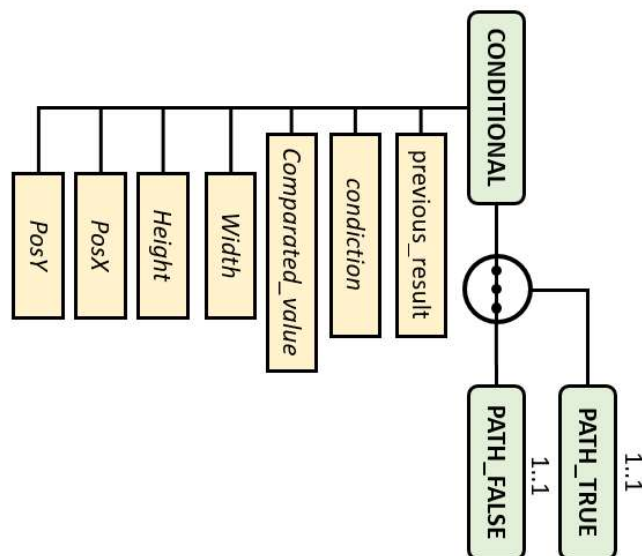 CONDITIONAL
previous_result
condiction
Comparated_value
Width
Height
PosX
PosY
PATH_TRUE
1..1
PATH_FALSE
1..1